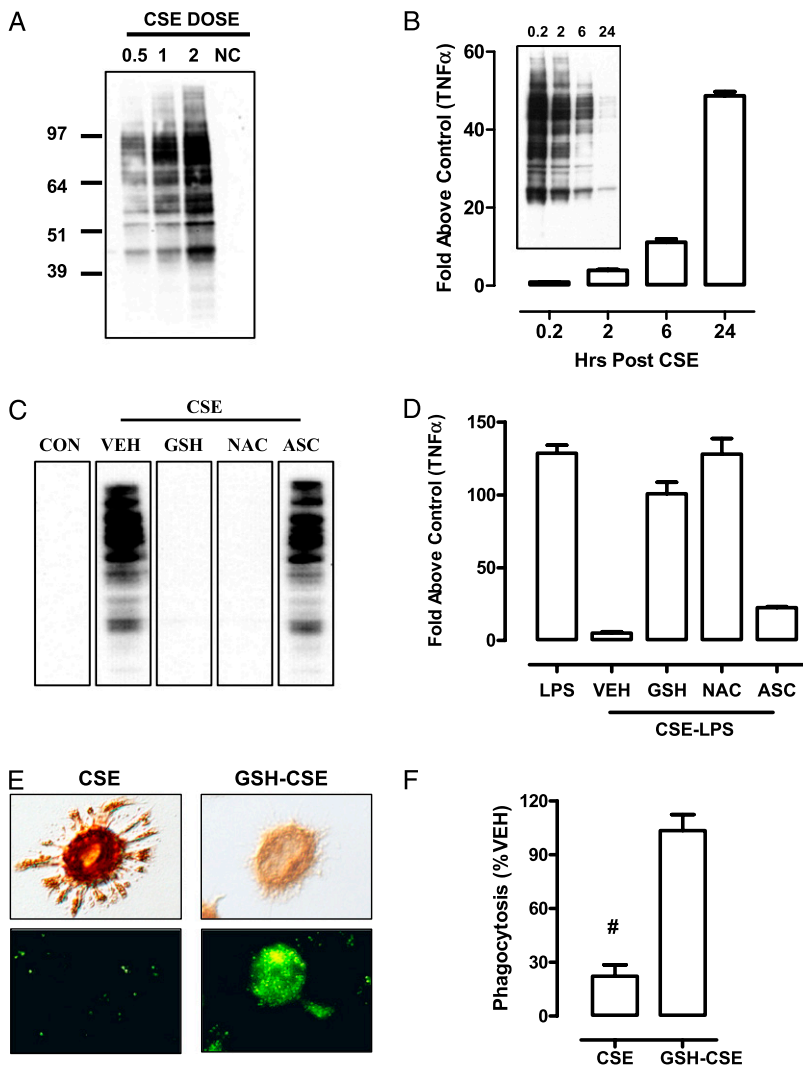 A
CSE DOSE
0.5 1 2 NC
97
64
51
39
B
0.2 2 6 24
Fold Above Control (TNFα)
60
40
20
0
0.2 2 6 24
Hrs Post CSE
C
CSE
CON VEH GSH NAC ASC
D
Fold Above Control (TNFα)
150
100
50
0
LPS VEH GSH NAC ASC
CSE-LPS
E
CSE GSH-CSE
F
Phagocytosis (% VEH)
120
90
60
30
0
#
CSE GSH-CSE